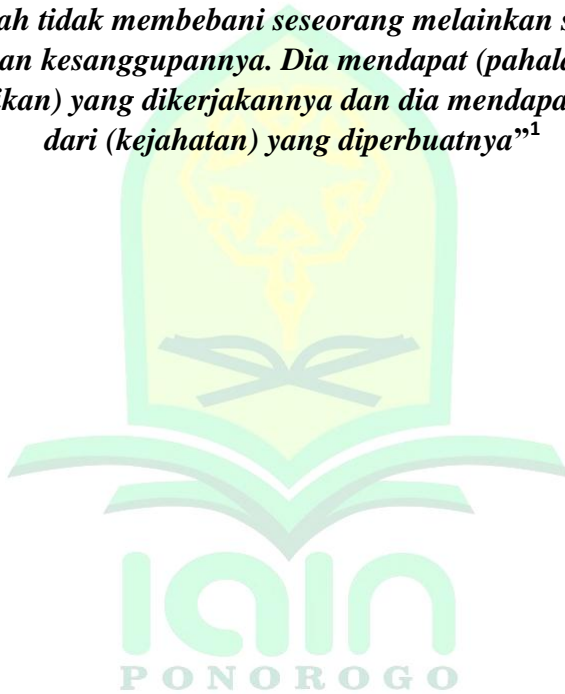 ah tidak membebani seseorang melainkan s
an kesanggupannya. Dia mendapat (pahala
ikan) yang dikerjakannya dan dia mendapa
dari (kejahatan) yang diperbuatnya”¹
iain
PONOROGO